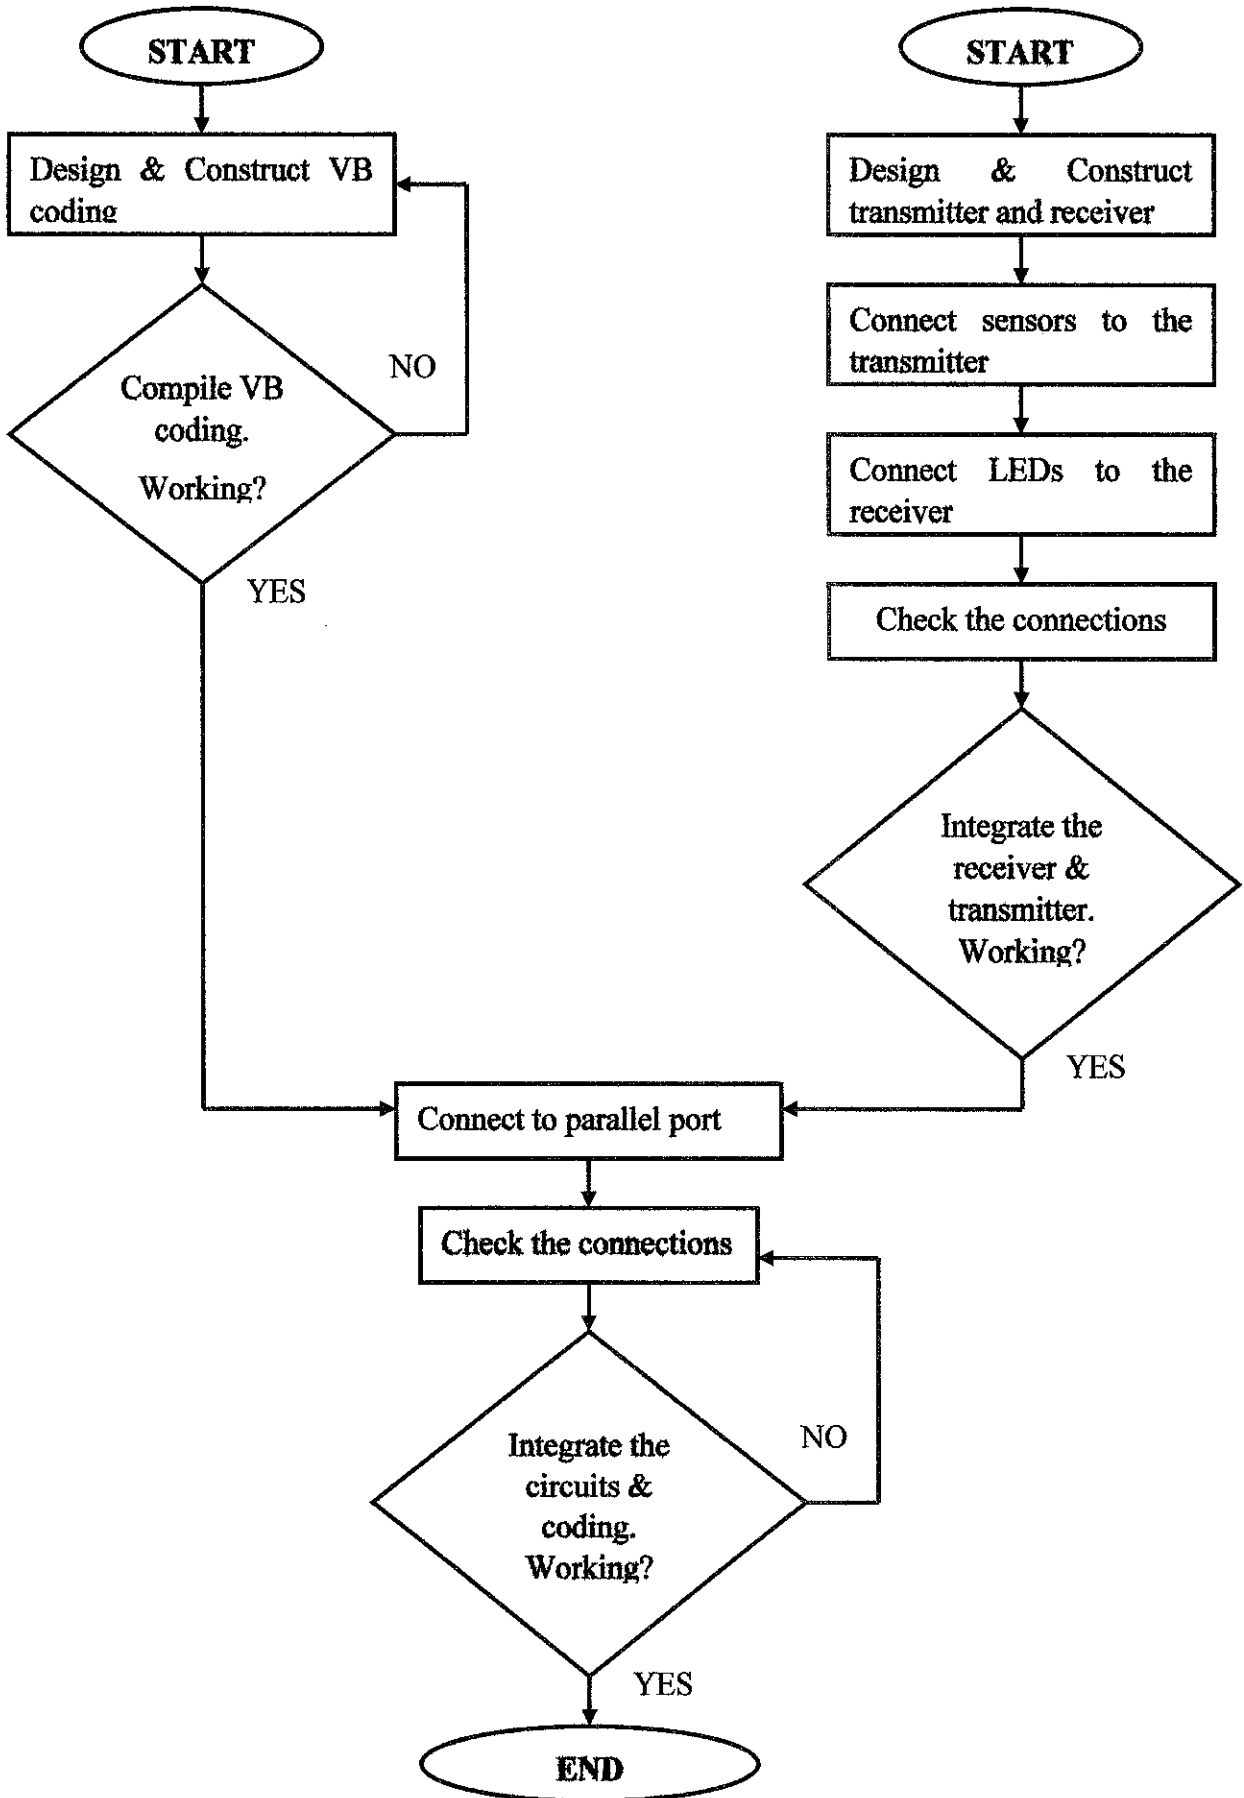 START
Design & Construct VB
coding
Compile VB
coding.
Working?
NO
YES
START
Design & Construct
transmitter and receiver
Connect sensors to the
transmitter
Connect LEDs to the
receiver
Check the connections
Integrate the
receiver &
transmitter.
Working?
YES
Connect to parallel port
Check the connections
Integrate the
circuits &
coding.
Working?
NO
YES
END